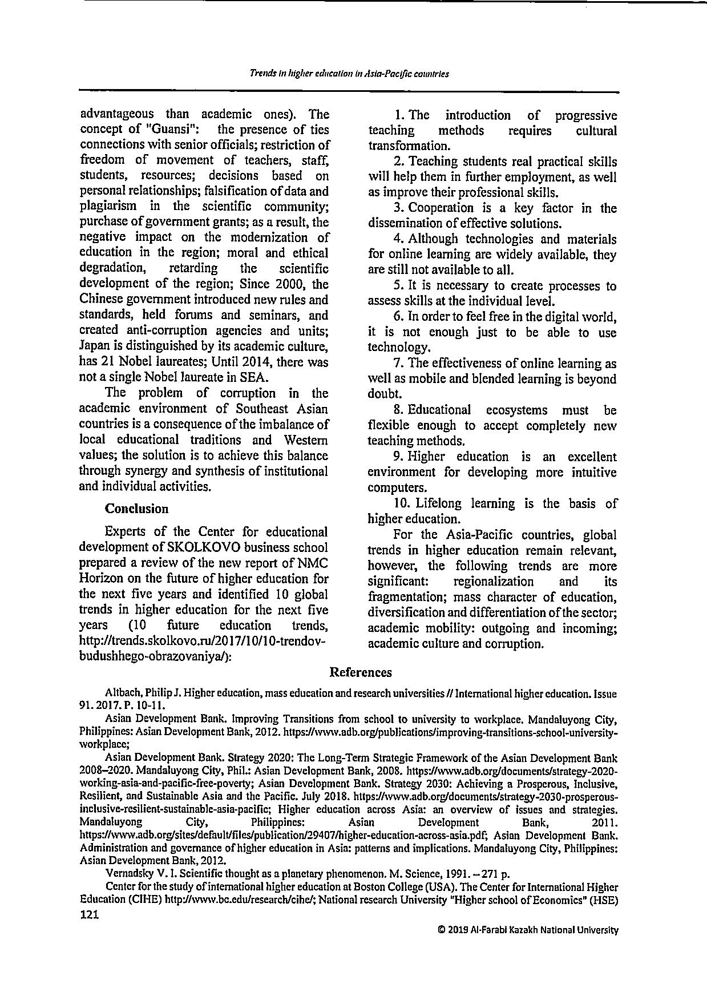 Trends in higher education in Asia-Pacific countries
advantageous than academic ones). The
concept of "Guansi": the presence of ties
connections with senior officials; restriction of
freedom of movement of teachers, staff,
students, resources; decisions based on
personal relationships; falsification of data and
plagiarism in the scientific community;
purchase of government grants; as a result, the
negative impact on the modernization of
education in the region; moral and ethical
degradation, retarding the scientific
development of the region; Since 2000, the
Chinese government introduced new rules and
standards, held forums and seminars, and
created anti-corruption agencies and units;
Japan is distinguished by its academic culture,
has 21 Nobel laureates; Until 2014, there was
not a single Nobel laureate in SEA.
The problem of corruption in the
academic environment of Southeast Asian
countries is a consequence of the imbalance of
local educational traditions and Western
values; the solution is to achieve this balance
through synergy and synthesis of institutional
and individual activities.
Conclusion
Experts of the Center for educational
development of SKOLKOVO business school
prepared a review of the new report of NMC
Horizon on the future of higher education for
the next five years and identified 10 global
trends in higher education for the next five
years (10 future education trends,
http://trends.skolkovo.ru/2017/10/10-trendov-
budushhego-obrazovaniya/):
1. The introduction of progressive
teaching methods requires cultural
transformation.
2. Teaching students real practical skills
will help them in further employment, as well
as improve their professional skills.
3. Cooperation is a key factor in the
dissemination of effective solutions.
4. Although technologies and materials
for online learning are widely available, they
are still not available to all.
5. It is necessary to create processes to
assess skills at the individual level.
6. In order to feel free in the digital world,
it is not enough just to be able to use
technology.
7. The effectiveness of online learning as
well as mobile and blended learning is beyond
doubt.
8. Educational ecosystems must be
flexible enough to accept completely new
teaching methods.
9. Higher education is an excellent
environment for developing more intuitive
computers.
10. Lifelong learning is the basis of
higher education.
For the Asia-Pacific countries, global
trends in higher education remain relevant,
however, the following trends are more
significant: regionalization and its
fragmentation; mass character of education,
diversification and differentiation of the sector;
academic mobility: outgoing and incoming;
academic culture and corruption.
References
Altbach, Philip J. Higher education, mass education and research universities // International higher education. Issue
91. 2017. P. 10-11.
Asian Development Bank. Improving Transitions from school to university to workplace. Mandaluyong City,
Philippines: Asian Development Bank, 2012. https://www.adb.org/publications/improving-transitions-school-university-
workplace;
Asian Development Bank. Strategy 2020: The Long-Term Strategic Framework of the Asian Development Bank
2008–2020. Mandaluyong City, Phil.: Asian Development Bank, 2008. https://www.adb.org/documents/strategy-2020-
working-asia-and-pacific-free-poverty; Asian Development Bank. Strategy 2030: Achieving a Prosperous, Inclusive,
Resilient, and Sustainable Asia and the Pacific. July 2018. https://www.adb.org/documents/strategy-2030-prosperous-
inclusive-resilient-sustainable-asia-pacific; Higher education across Asia: an overview of issues and strategies.
Mandaluyong City, Philippines: Asian Development Bank, 2011.
https://www.adb.org/sites/default/files/publication/29407/higher-education-across-asia.pdf; Asian Development Bank.
Administration and governance of higher education in Asia: patterns and implications. Mandaluyong City, Philippines:
Asian Development Bank, 2012.
Vernadsky V. I. Scientific thought as a planetary phenomenon. M. Science, 1991. – 271 p.
Center for the study of international higher education at Boston College (USA). The Center for International Higher
Education (CIHE) http://www.bc.edu/research/cihe/; National research University "Higher school of Economics" (HSE)
121
© 2019 Al-Farabi Kazakh National University